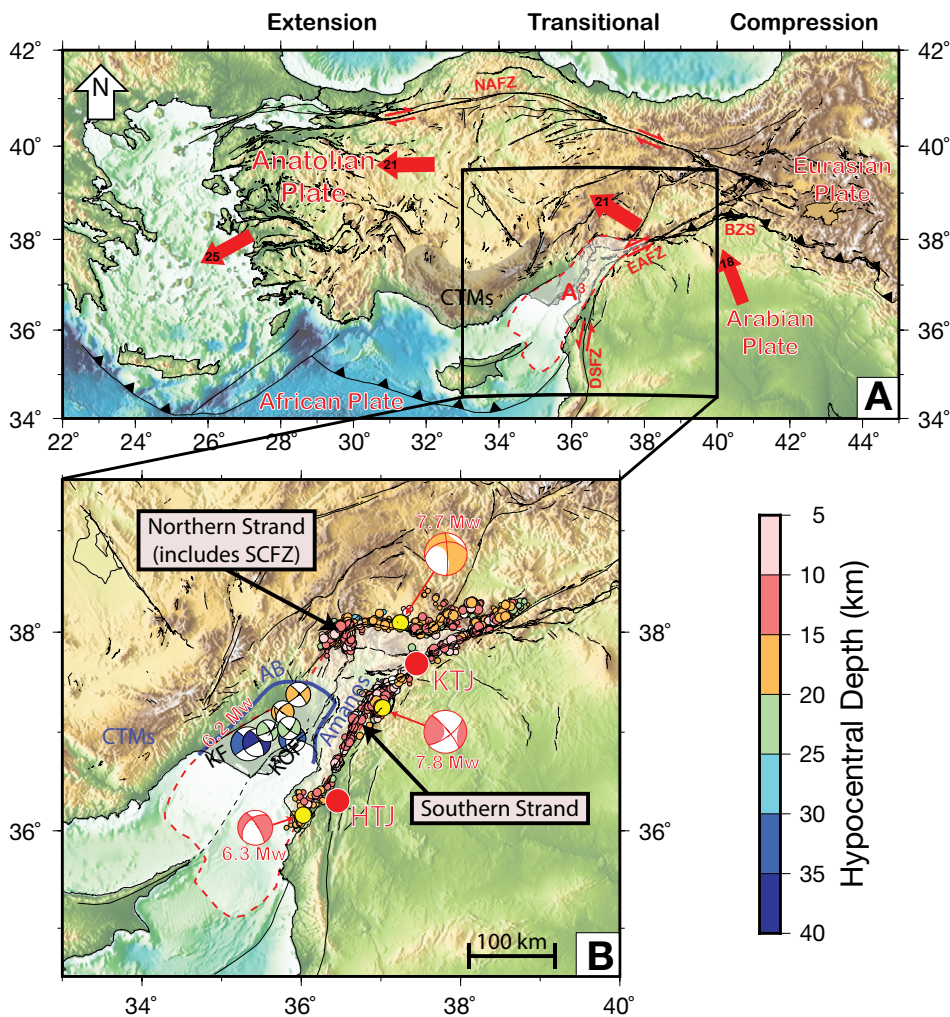 Extension Transitional Compression
42° 42°
N
NAFZ
40° 40°
Anatolian
Plate
21
Eurasian
Plate
21
25
38° 38°
BZS
EAFZ
18
CTMs
A³
36° 36°
Arabian
Plate
DSFZ
African Plate
A
34° 34°
22° 24° 26° 28° 30° 32° 34° 36° 38° 40° 42° 44°
Northern Strand
(includes SCFZ)
7.7 Mw
38°
KTJ
AB
Amanos
6.2 Mw
CTMs
KF
KOF
7.8 Mw
Southern Strand
HTJ
36°
6.3 Mw
100 km
B
34° 36° 38° 40°
5
10
15
20
25
30
35
40
Hypocentral Depth (km)